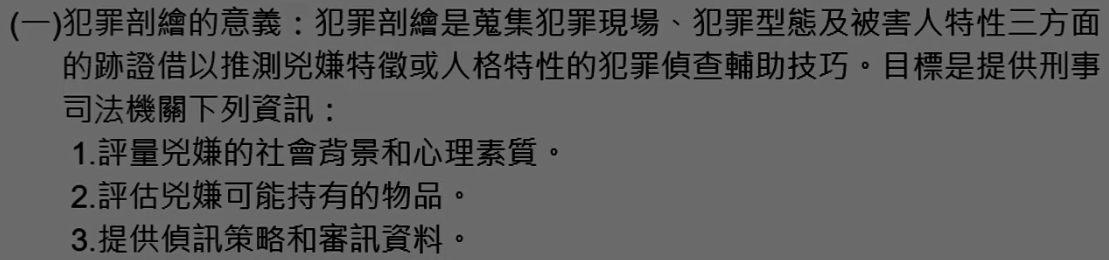 (一)犯罪剖繪的意義：犯罪剖繪是蒐集犯罪現場、犯罪型態及被害人特性三方面
的跡證借以推測兇嫌特徵或人格特性的犯罪偵查輔助技巧。目標是提供刑事
司法機關下列資訊：
1.評量兇嫌的社會背景和心理素質。
2.評估兇嫌可能持有的物品。
3.提供偵訊策略和審訊資料。